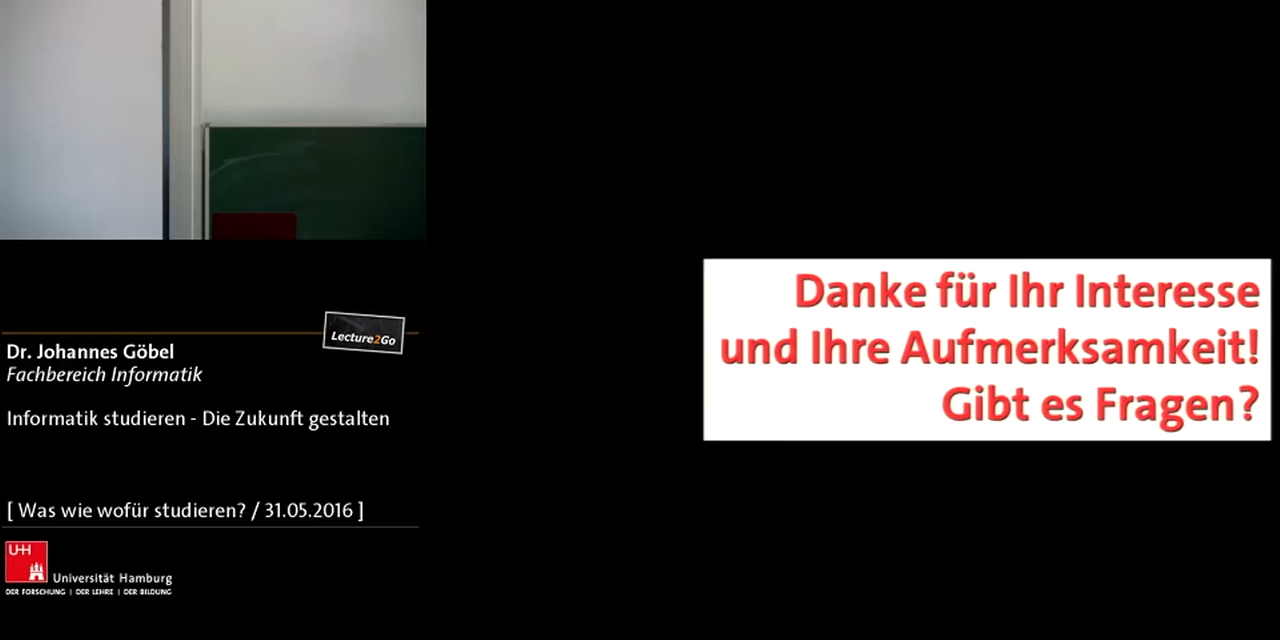 Lecture2Go
Dr. Johannes Göbel
Fachbereich Informatik
Informatik studieren - Die Zukunft gestalten
[ Was wie wofür studieren? / 31.05.2016 ]
UH
Universität Hamburg
DER FORSCHUNG | DER LEHRE | DER BILDUNG
Danke für Ihr Interesse
und Ihre Aufmerksamkeit!
Gibt es Fragen?